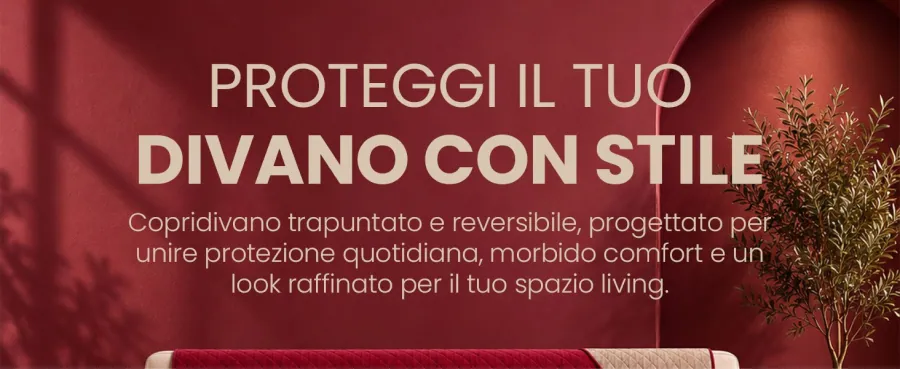 PROTEGGI IL TUO
DIVANO CON STILE
Copridivano trapuntato e reversibile, progettato per
unire protezione quotidiana, morbido comfort e un
look raffinato per il tuo spazio living.